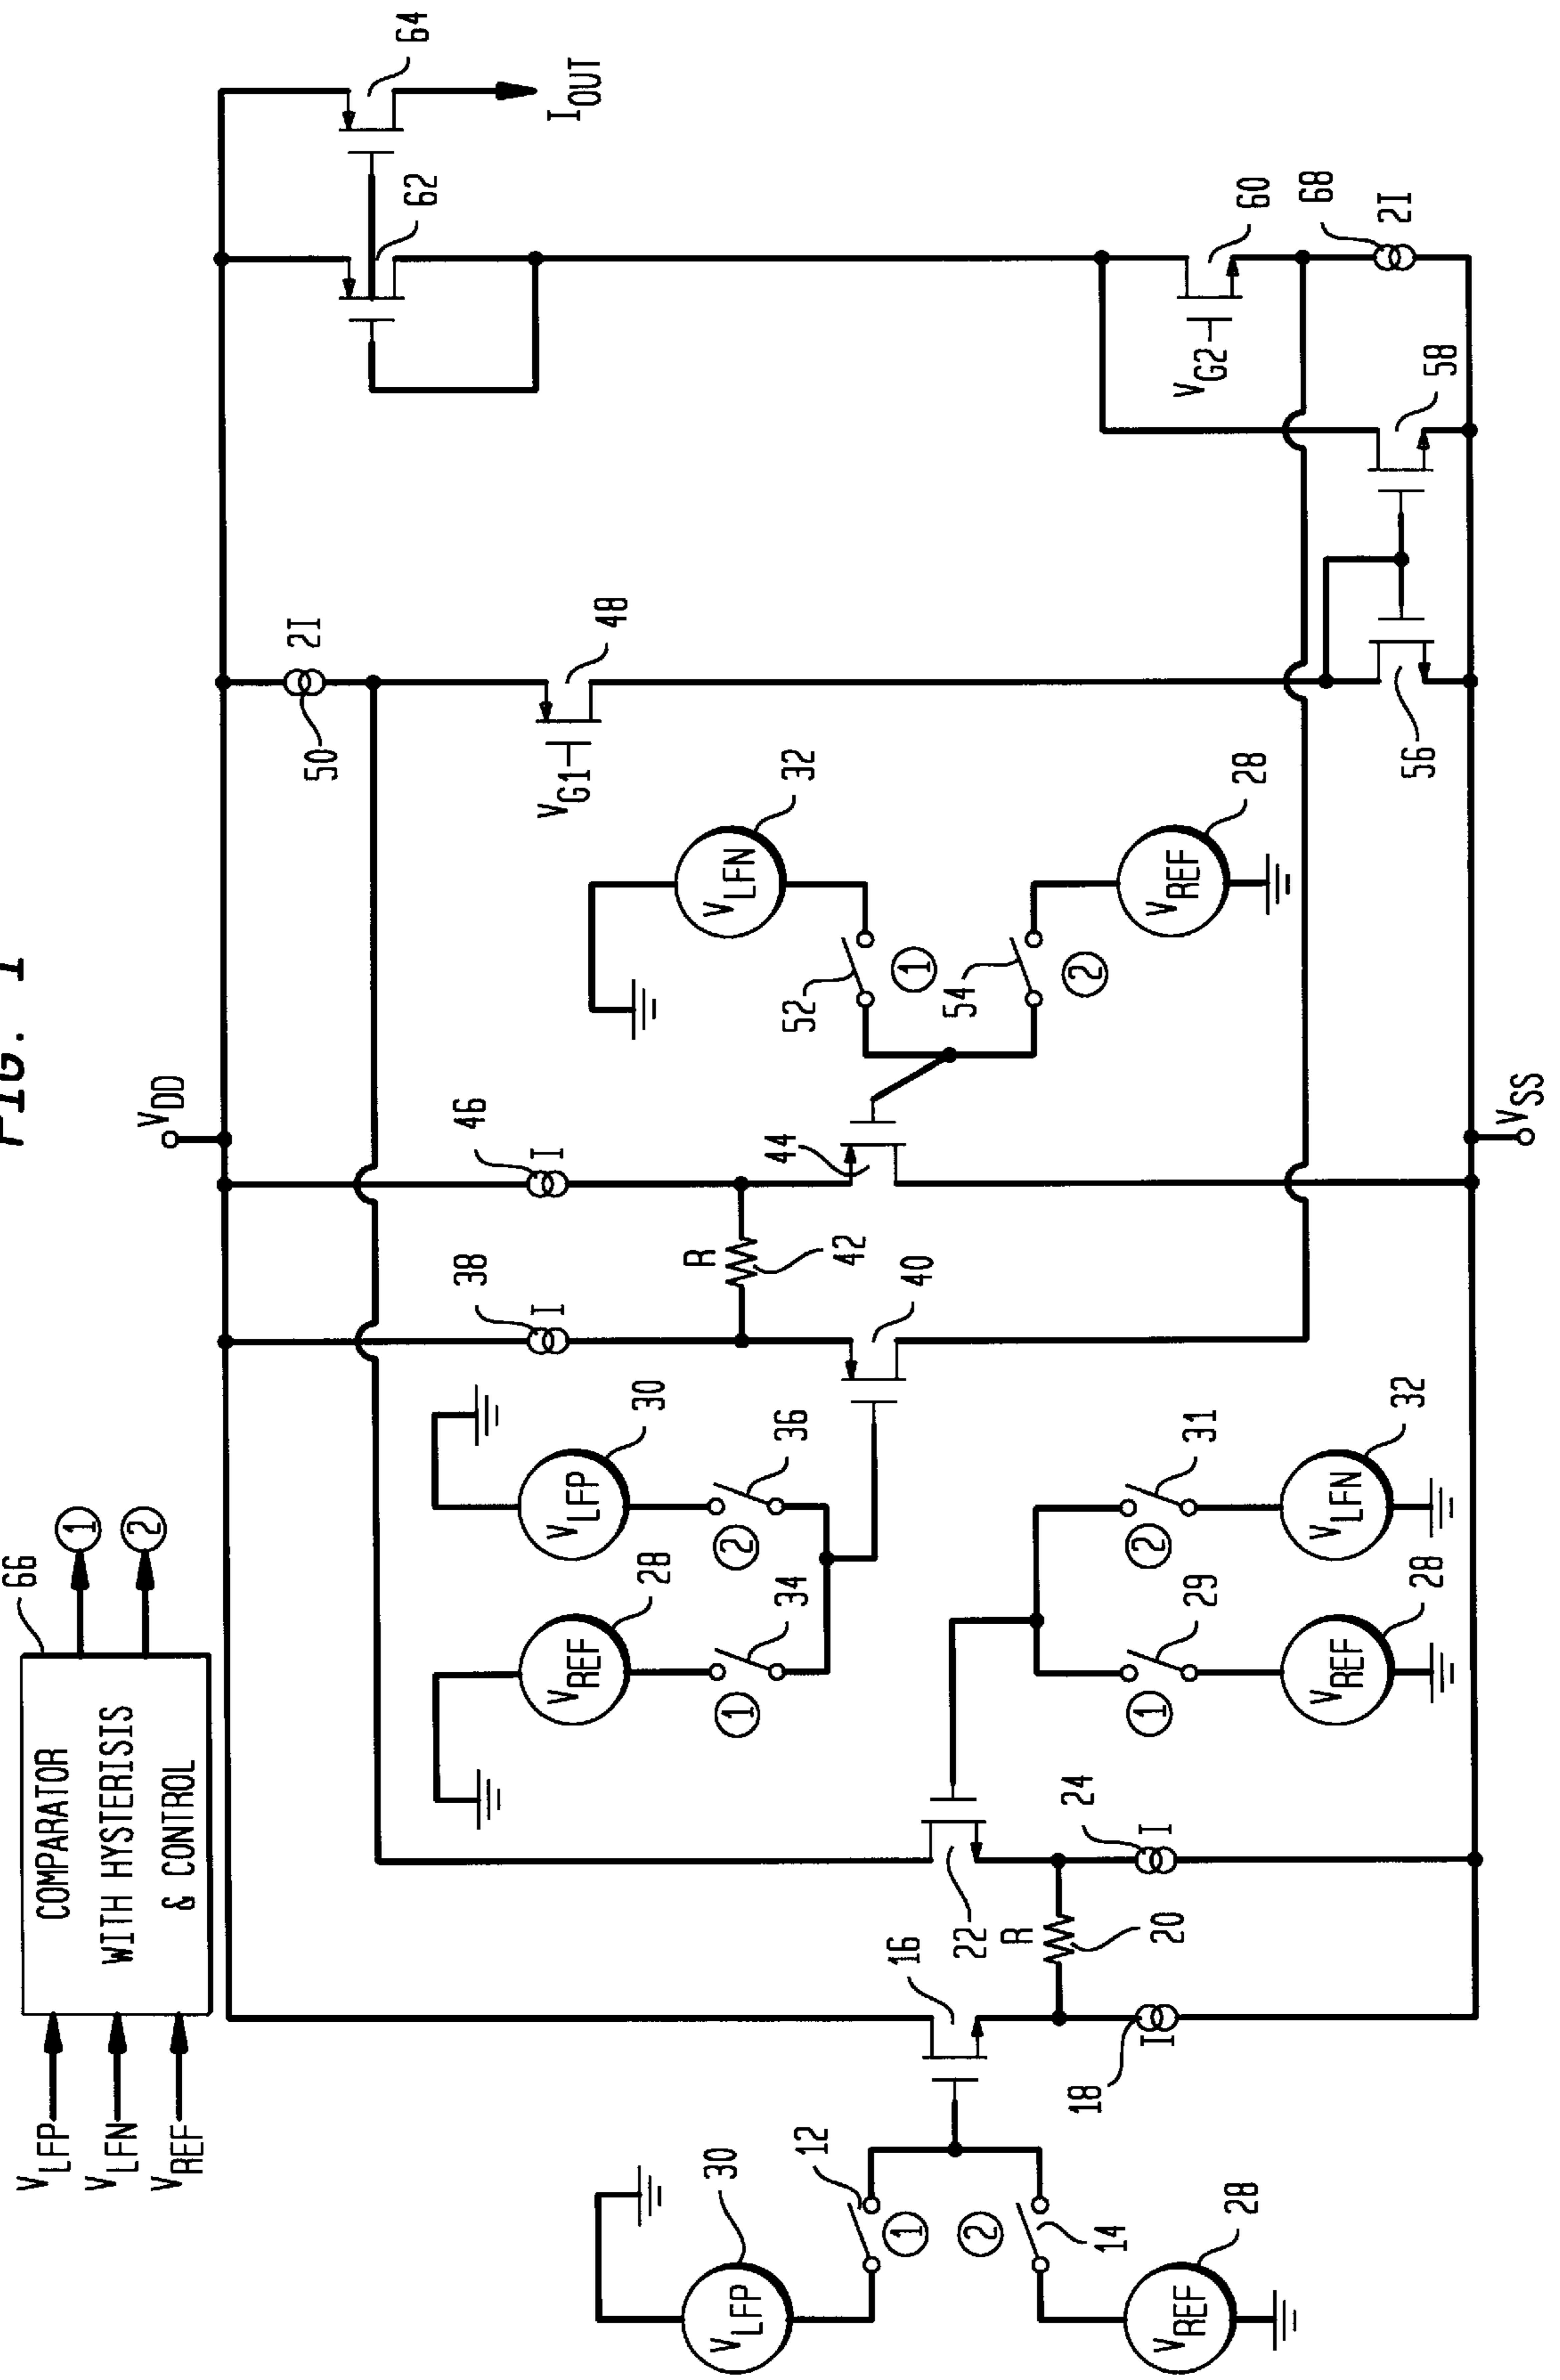 FIG. 1
V_LFP
V_LFN
V_REF
COMPARATOR
WITH HYSTERISIS
& CONTROL
66
①
②
V_DD
30
V_LFP
12
①
②
14
V_REF
28
16
18
I
R
20
22
24
I
V_REF
28
34
①
V_LFP
30
36
②
29
①
V_REF
28
31
②
V_LFN
32
38
I
40
R
42
46
I
44
V_LFN
32
52
①
54
②
V_REF
28
50
2I
V_G1
48
56
58
62
64
I_OUT
V_G2
60
68
2I
V_SS